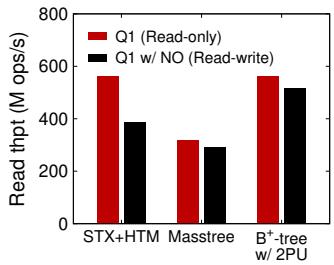 Read thpt (M ops/s)
800
600
400
200
0
Q1 (Read-only)
Q1 w/ NO (Read-write)
STX+HTM
Masstree
B⁺-tree
w/ 2PU